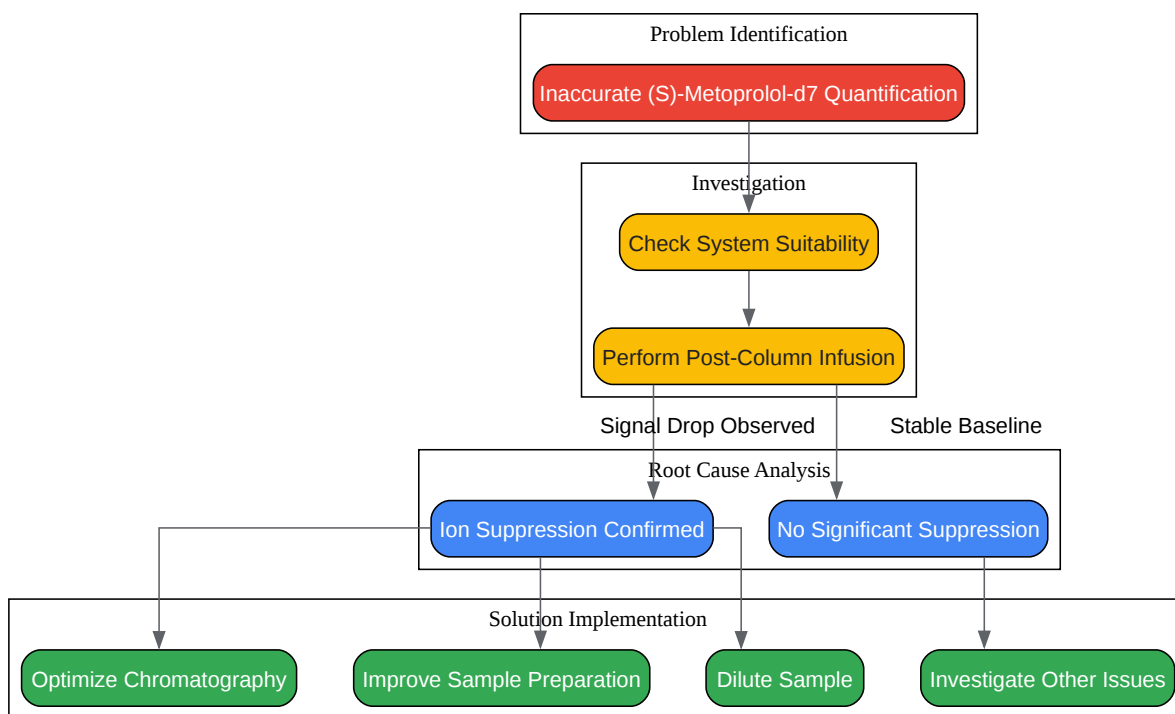 Problem Identification
Inaccurate (S)-Metoprolol-d7 Quantification
Investigation
Check System Suitability
Perform Post-Column Infusion
Signal Drop Observed
Stable Baseline
Root Cause Analysis
Ion Suppression Confirmed
No Significant Suppression
Solution Implementation
Optimize Chromatography
Improve Sample Preparation
Dilute Sample
Investigate Other Issues